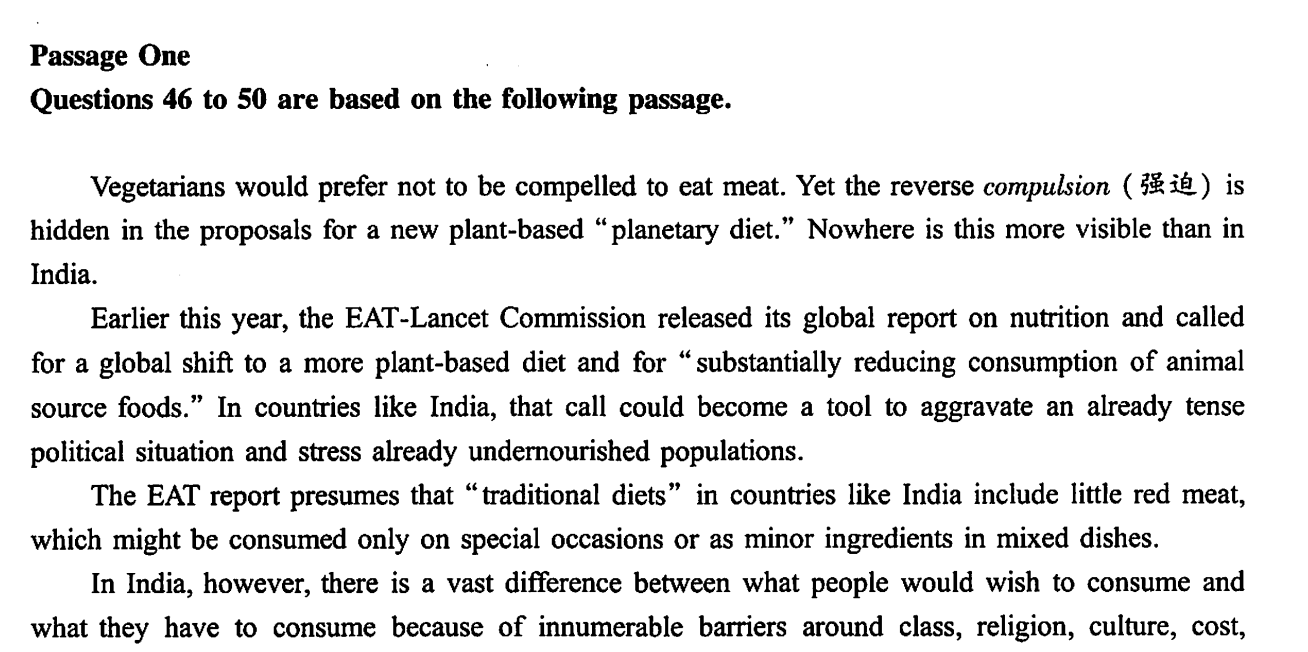 Passage One
Questions 46 to 50 are based on the following passage.
Vegetarians would prefer not to be compelled to eat meat. Yet the reverse compulsion (强迫) is
hidden in the proposals for a new plant-based “planetary diet.” Nowhere is this more visible than in
India.
Earlier this year, the EAT-Lancet Commission released its global report on nutrition and called
for a global shift to a more plant-based diet and for “substantially reducing consumption of animal
source foods.” In countries like India, that call could become a tool to aggravate an already tense
political situation and stress already undernourished populations.
The EAT report presumes that “traditional diets” in countries like India include little red meat,
which might be consumed only on special occasions or as minor ingredients in mixed dishes.
In India, however, there is a vast difference between what people would wish to consume and
what they have to consume because of innumerable barriers around class, religion, culture, cost,